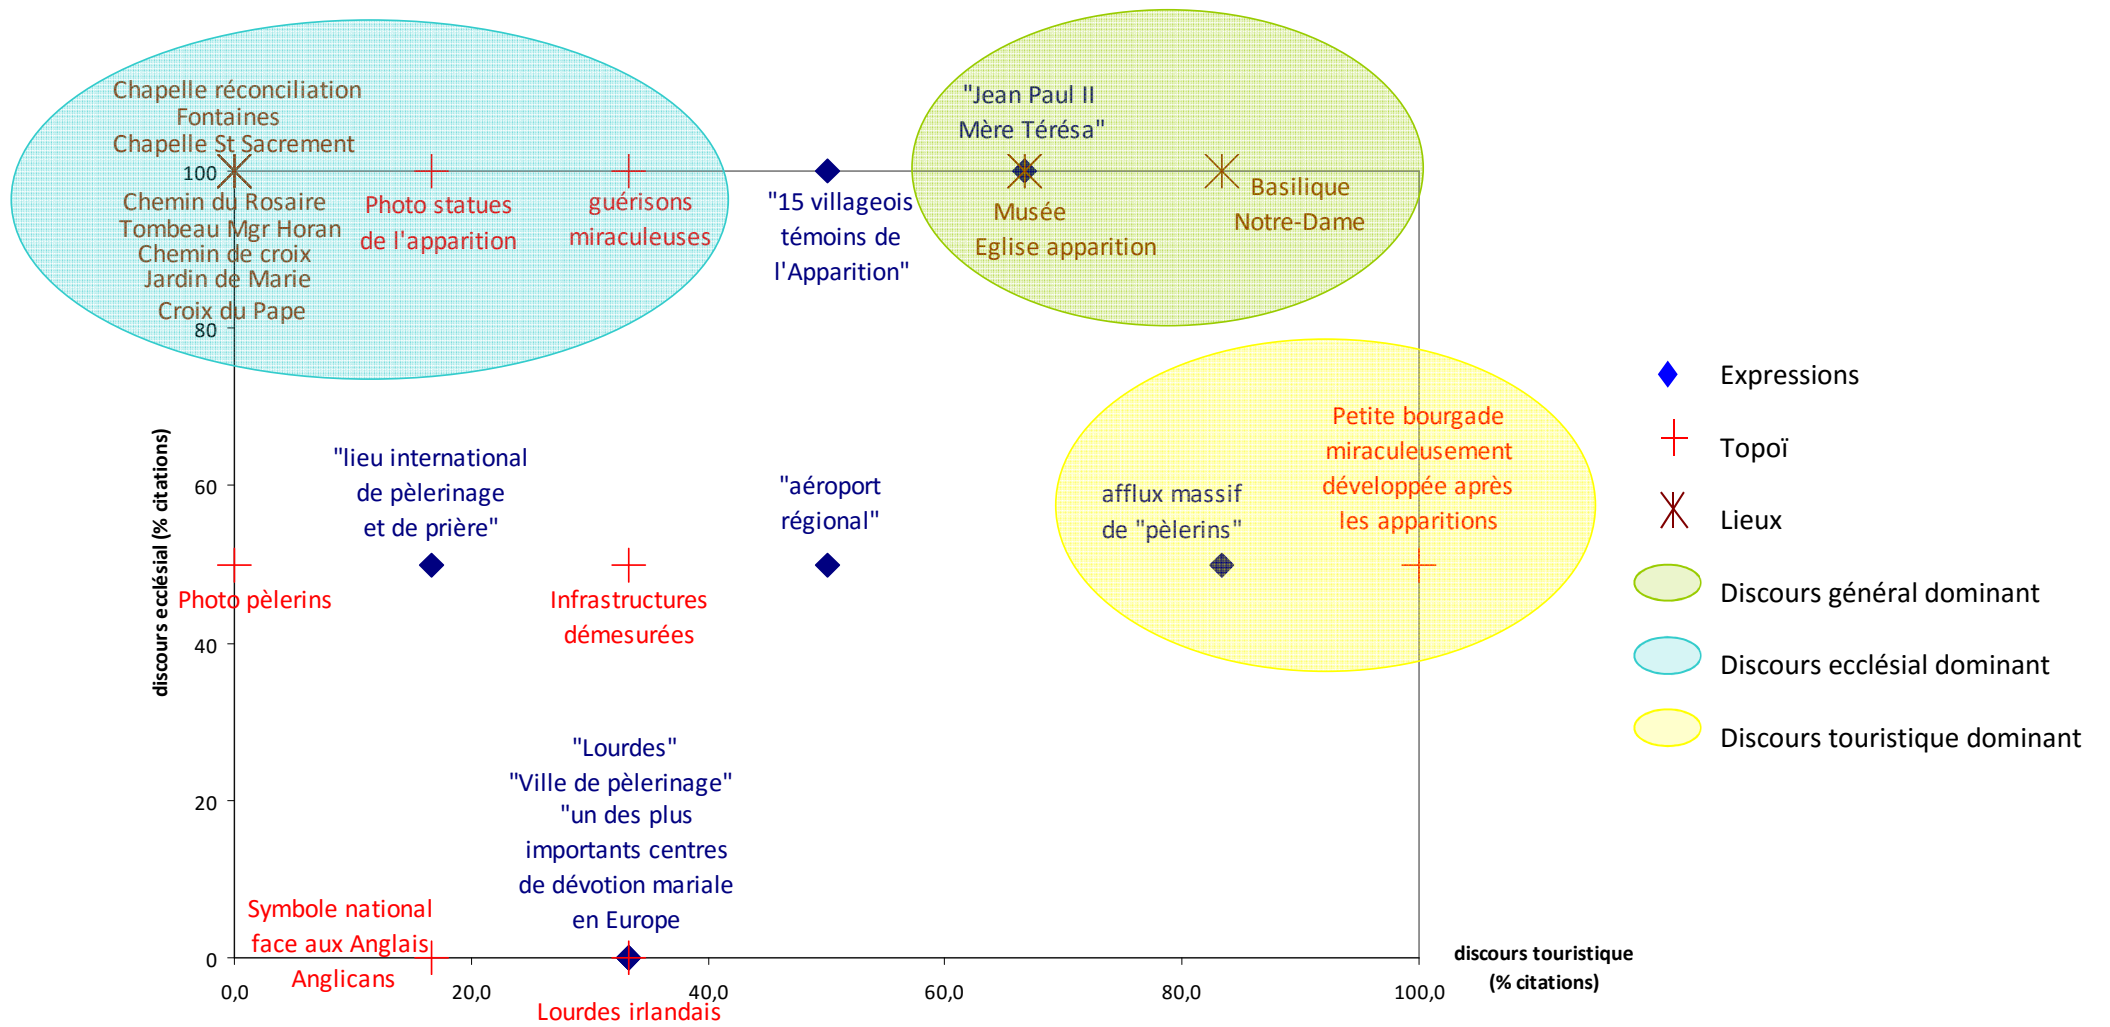 Chapelle réconciliation
Fontaines
Chapelle St Sacrement
100
Chemin du Rosaire
Tombeau Mgr Horan
Chemin de croix
Jardin de Marie
Croix du Pape
80
Photo statues
de l'apparition
guérisons
miraculeuses
"15 villageois
témoins de
l'Apparition"
"Jean Paul II
Mère Térésa"
Musée
Eglise apparition
Basilique
Notre-Dame
discours ecclésial (% citations)
60
40
20
0
"lieu international
de pèlerinage
et de prière"
"aéroport
régional"
afflux massif
de "pèlerins"
Petite bourgade
miraculeusement
développée après
les apparitions
Photo pèlerins
Infrastructures
démesurées
"Lourdes"
"Ville de pèlerinage"
"un des plus
importants centres
de dévotion mariale
en Europe
Symbole national
face aux Anglais
Anglicans
Lourdes irlandais
0,0
20,0
40,0
60,0
80,0
100,0
discours touristique
(% citations)
Expressions
Topoï
Lieux
Discours général dominant
Discours ecclésial dominant
Discours touristique dominant